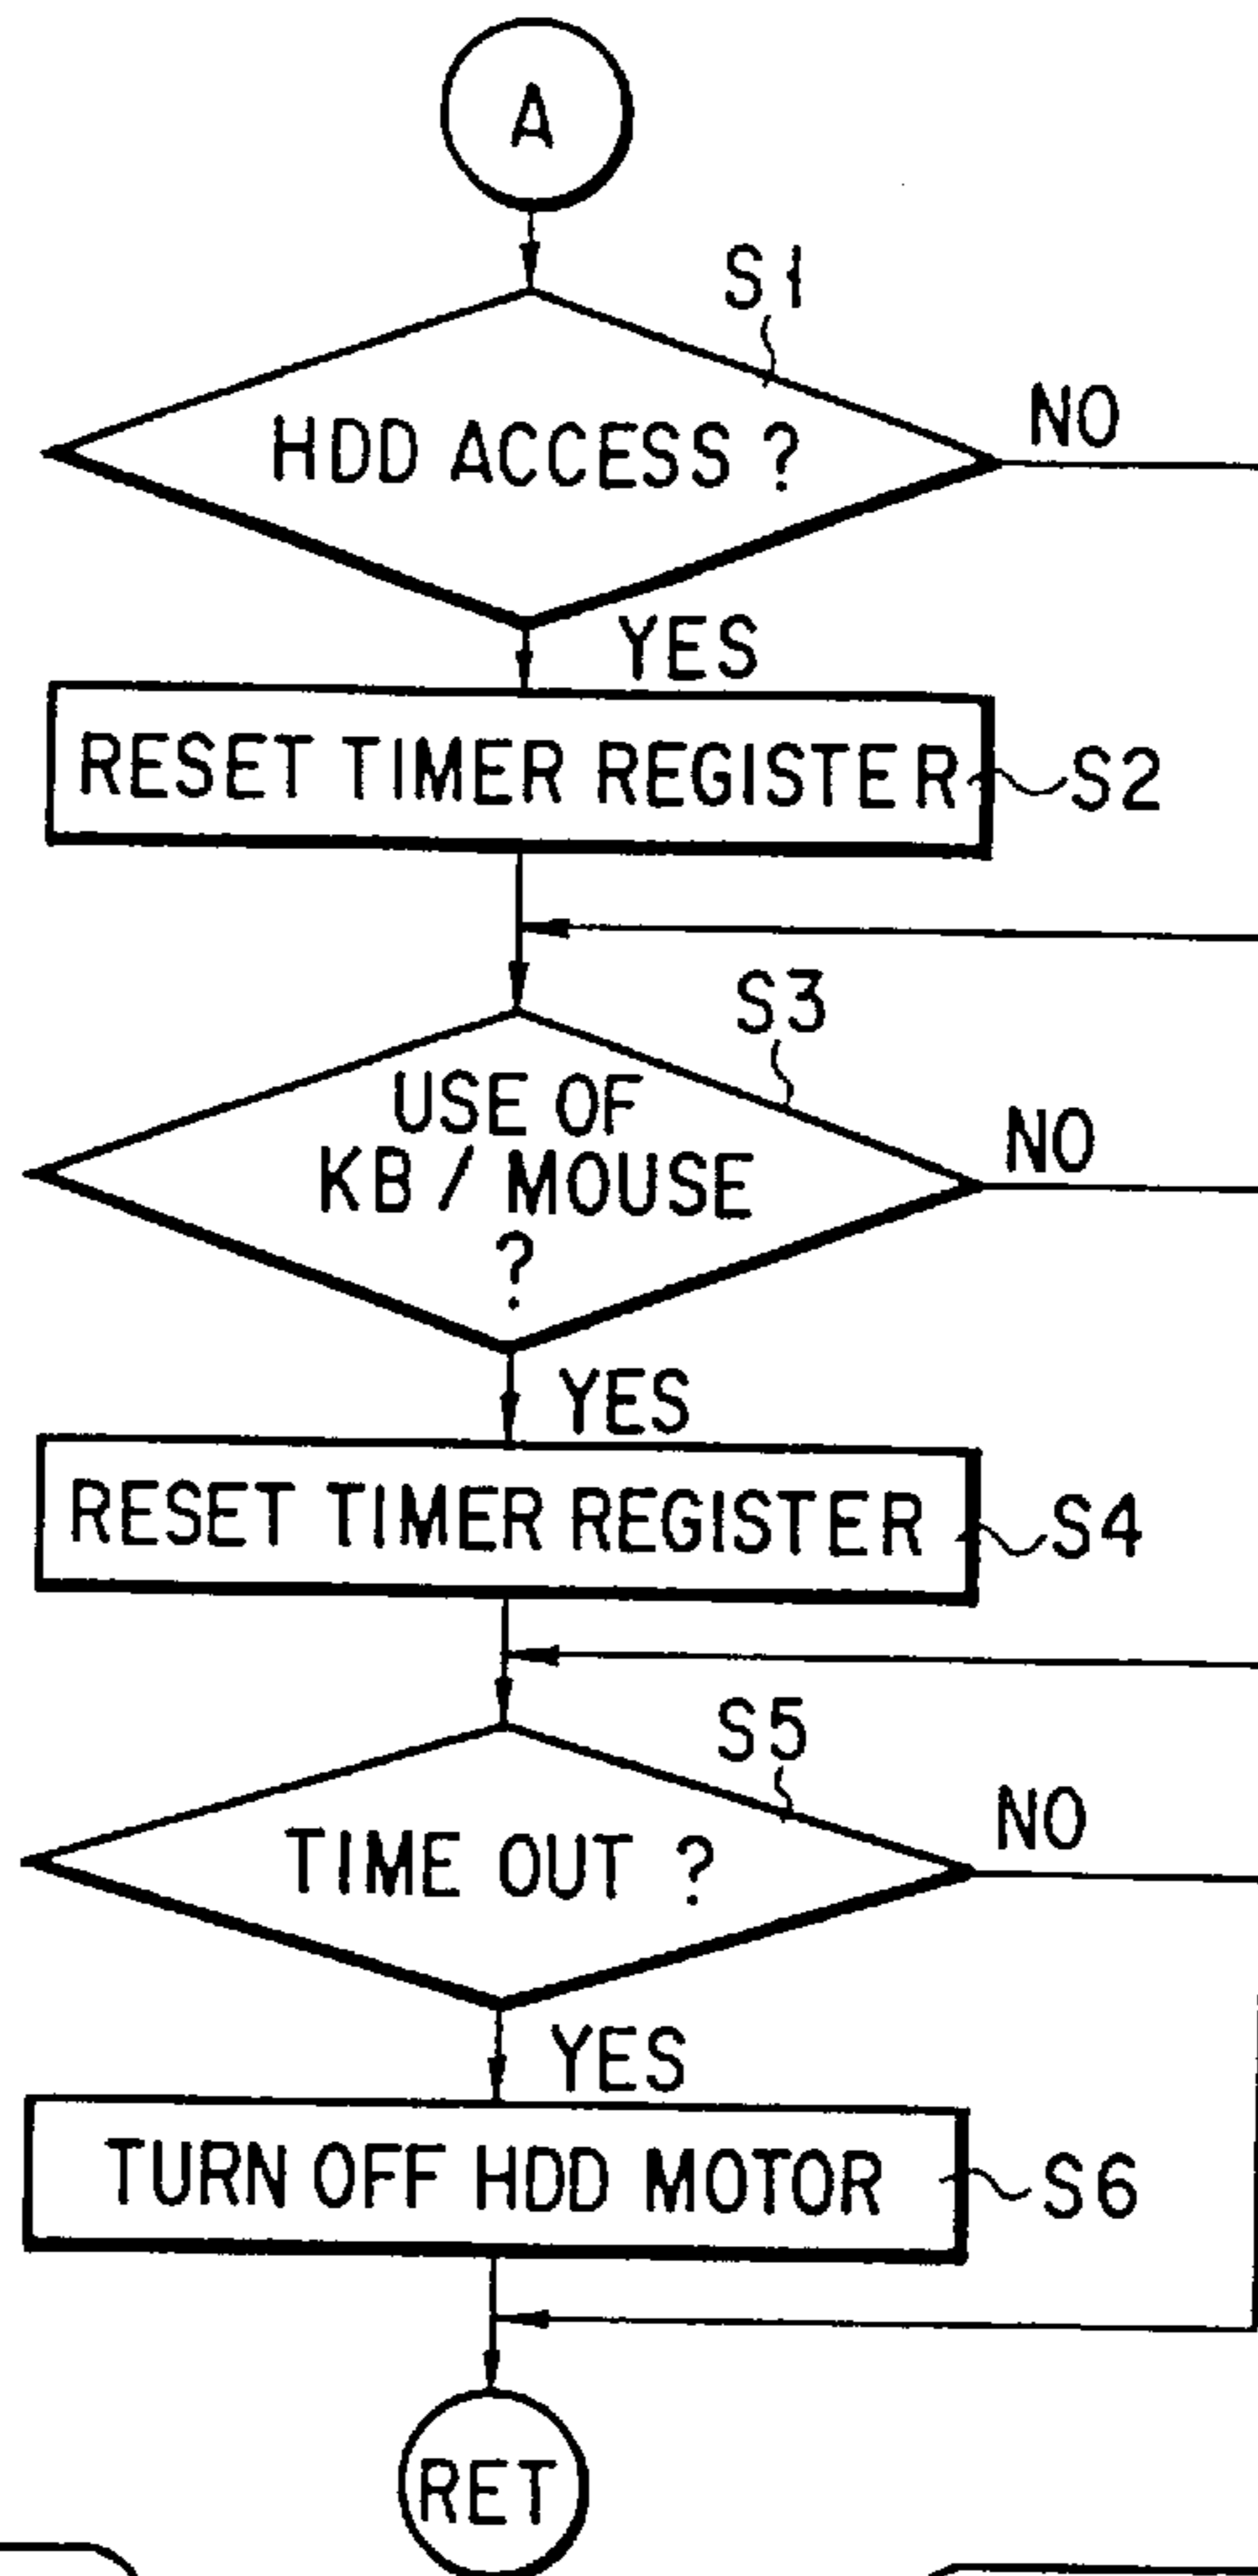 A
S1
HDD ACCESS ?
NO
YES
RESET TIMER REGISTER
S2
S3
USE OF
KB / MOUSE
?
NO
YES
RESET TIMER REGISTER
S4
S5
TIME OUT ?
NO
YES
TURN OFF HDD MOTOR
S6
RET